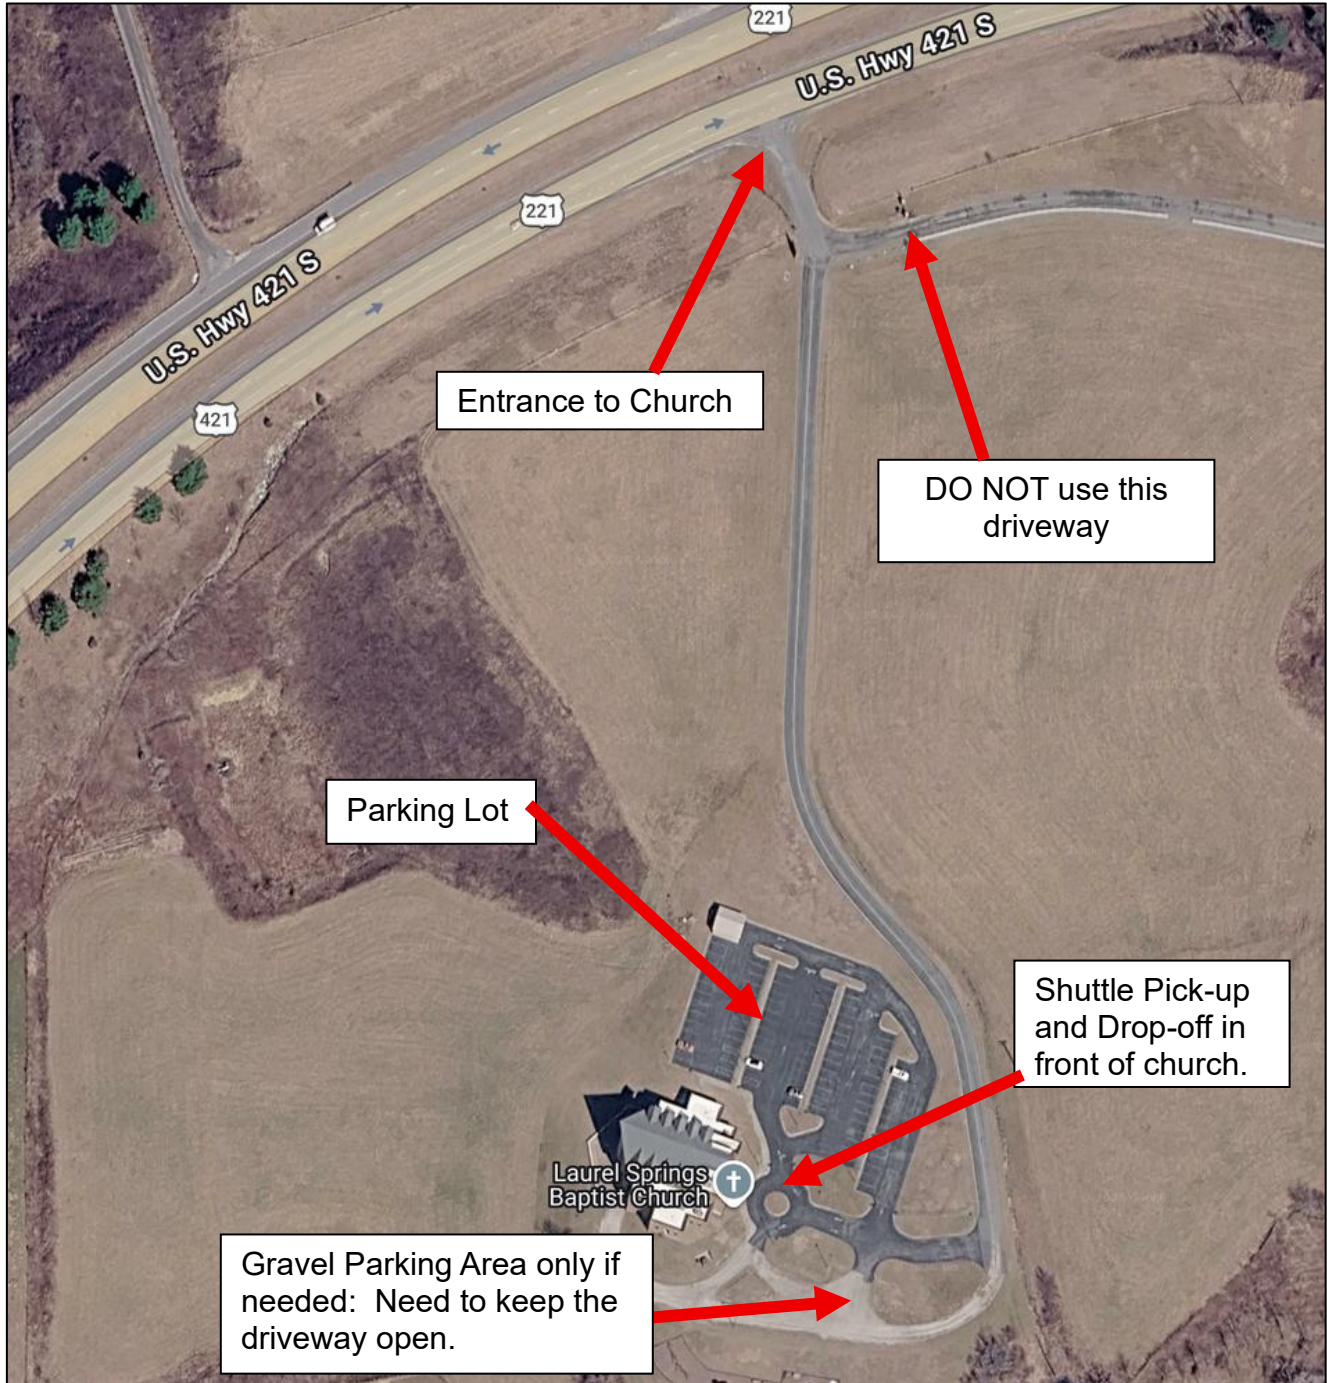 221
U.S. Hwy 421 S
221
U.S. Hwy 421 S
421
Entrance to Church
DO NOT use this
driveway
Parking Lot
Shuttle Pick-up
and Drop-off in
front of church.
Laurel Springs
Baptist Church
Gravel Parking Area only if
needed:  Need to keep the
driveway open.